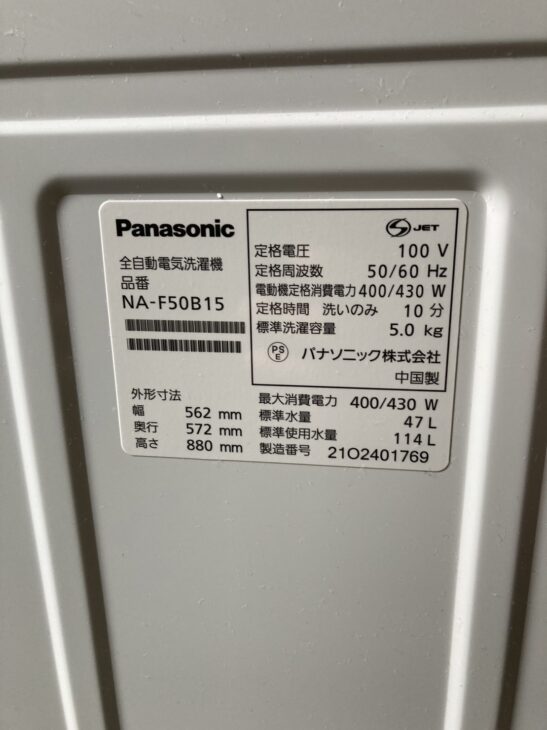 Panasonic
全自動電気洗濯機
品番
NA-F50B15
JET
定格電圧 100 V
定格周波数 50/60 Hz
電動機定格消費電力 400/430 W
定格時間 洗いのみ 10 分
標準洗濯容量 5.0 kg
PSE パナソニック株式会社
中国製
外形寸法
幅 562 mm
奥行 572 mm
高さ 880 mm
最大消費電力 400/430 W
標準水量 47 L
標準使用水量 114 L
製造番号 21O2401769